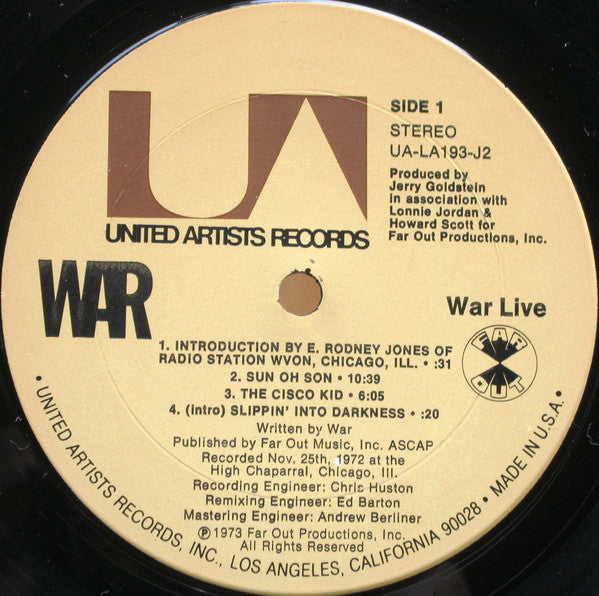 UA
UNITED ARTISTS RECORDS
SIDE 1
STEREO
UA-LA193-J2
Produced by
Jerry Goldstein
in association with
Lonnie Jordan &
Howard Scott for
Far Out Productions, Inc.
WAR
War Live
FAR
OUT
1. INTRODUCTION BY E. RODNEY JONES OF
RADIO STATION WVON, CHICAGO, ILL. • :31
2. SUN OH SON • 10:39
3. THE CISCO KID • 6:05
4. (intro) SLIPPIN' INTO DARKNESS • :20
Written by War
Published by Far Out Music, Inc. ASCAP
Recorded Nov. 25th, 1972 at the
High Chaparral, Chicago, Ill.
Recording Engineer: Chris Huston
Remixing Engineer: Ed Barton
Mastering Engineer: Andrew Berliner
Ⓟ1973 Far Out Productions, Inc.
All Rights Reserved
• UNITED ARTISTS RECORDS, INC., LOS ANGELES, CALIFORNIA 90028 • MADE IN U.S.A. •